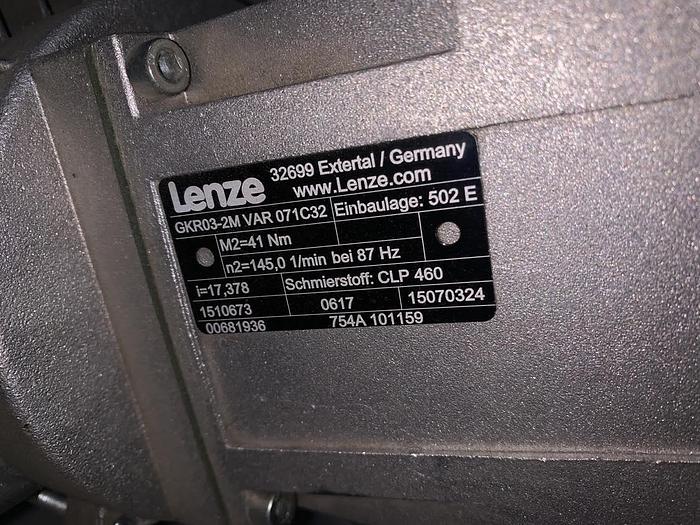 Lenze
32699 Extertal / Germany
www.Lenze.com
GKR03-2M VAR 071C32
Einbaulage: 502 E
M2=41 Nm
n2=145,0 1/min bei 87 Hz
i=17,378
Schmierstoff: CLP 460
1510673 0617 15070324
00681936 754A 101159